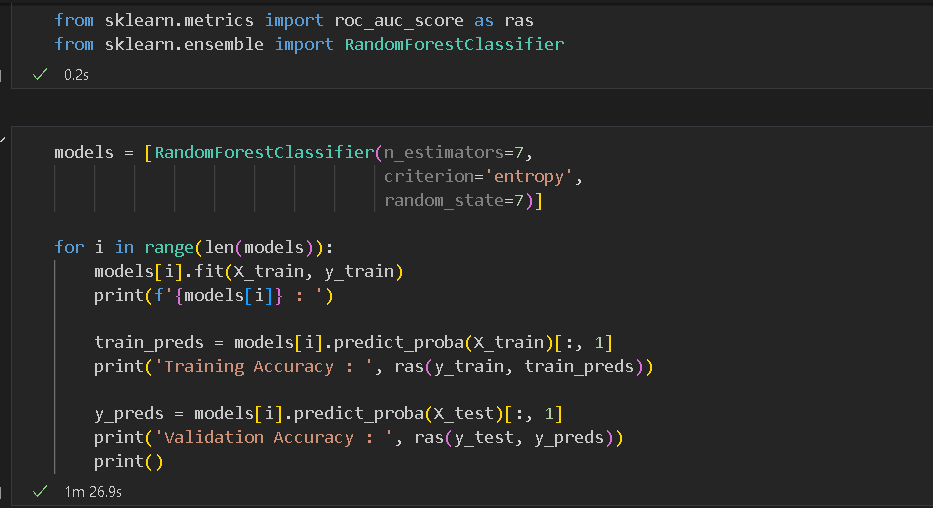 from sklearn.metrics import roc_auc_score as ras
from sklearn.ensemble import RandomForestClassifier
0.2s
models = [RandomForestClassifier(n_estimators=7,
criterion='entropy',
random_state=7)]
for i in range(len(models)):
models[i].fit(X_train, y_train)
print(f'{models[i]} : ')
train_preds = models[i].predict_proba(X_train)[:, 1]
print('Training Accuracy : ', ras(y_train, train_preds))
y_preds = models[i].predict_proba(X_test)[:, 1]
print('Validation Accuracy : ', ras(y_test, y_preds))
print()
1m 26.9s